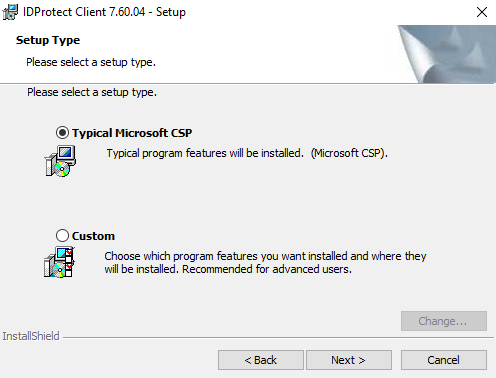 IDProtect Client 7.60.04 - Setup
Setup Type
Please select a setup type.
Please select a setup type.
Typical Microsoft CSP
Typical program features will be installed. (Microsoft CSP).
Custom
Choose which program features you want installed and where they
will be installed. Recommended for advanced users.
Change...
InstallShield
< Back
Next >
Cancel